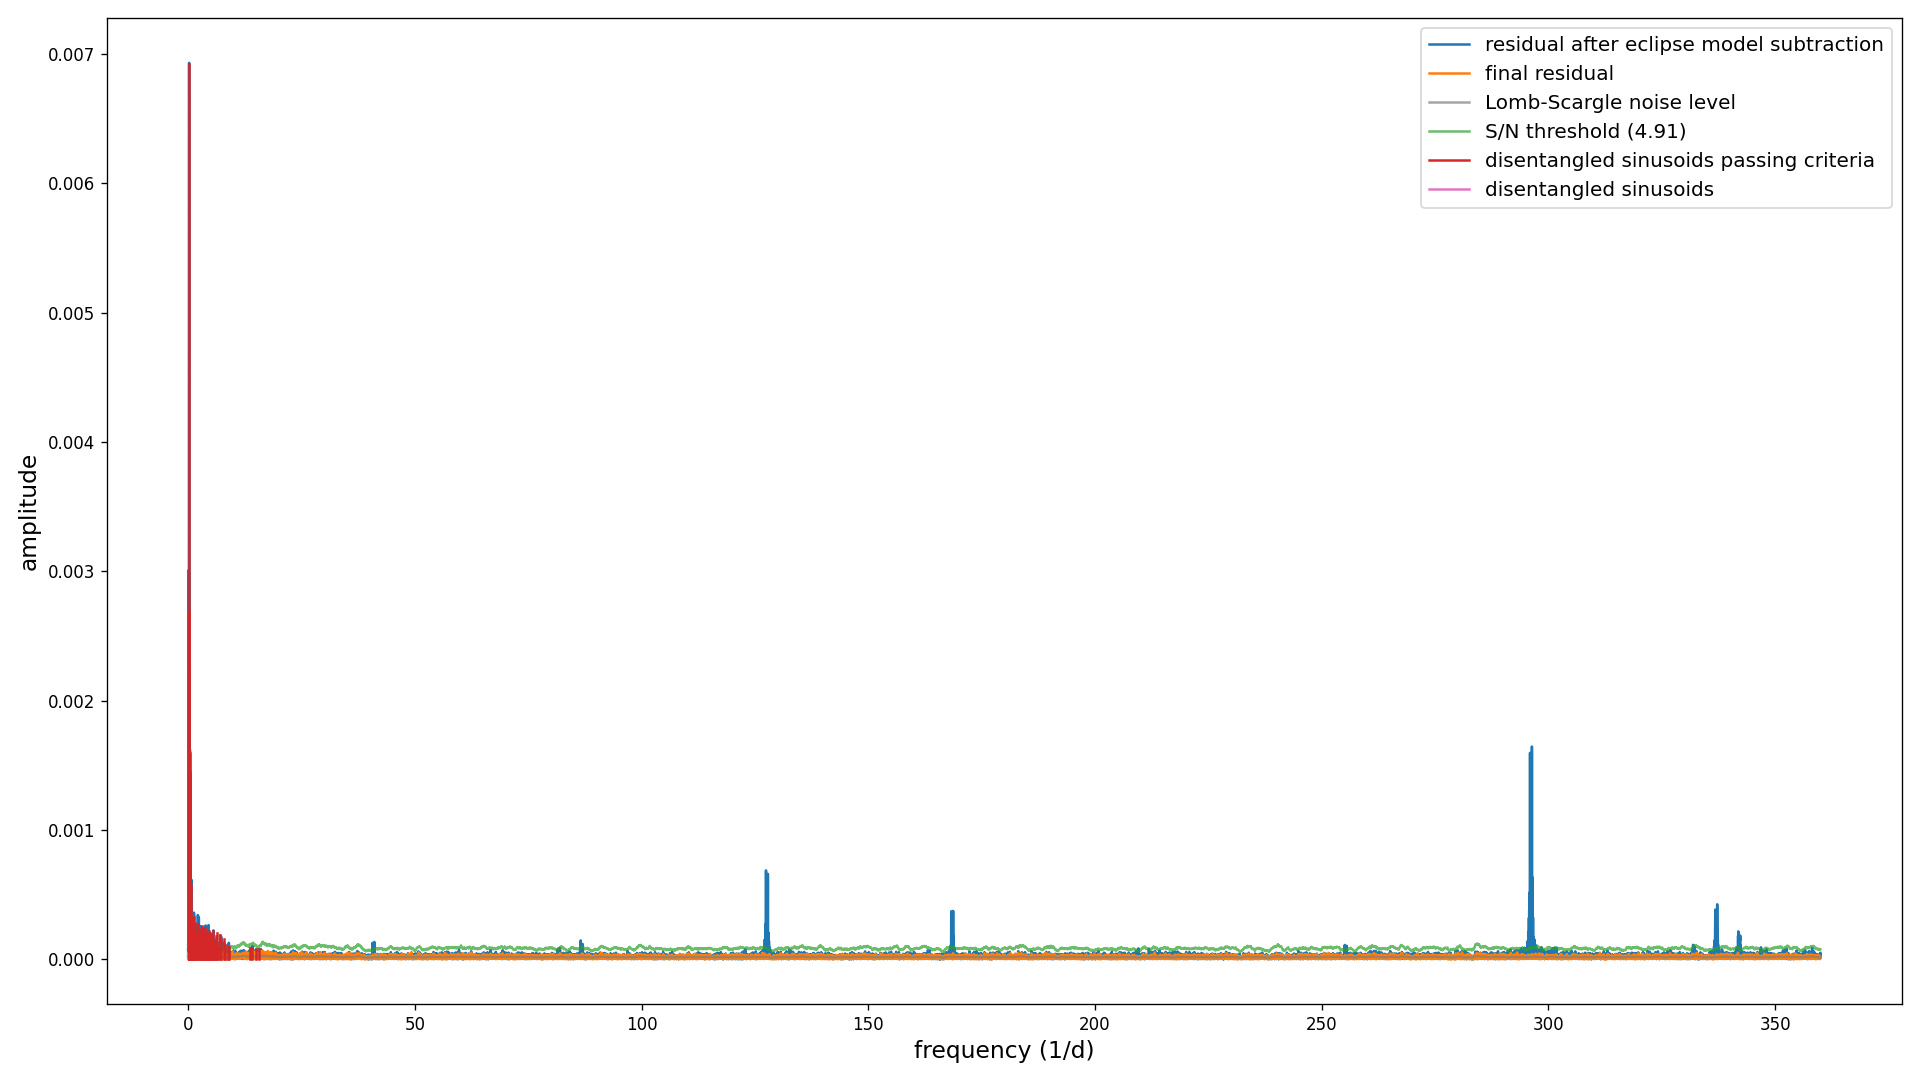 residual after eclipse model subtraction
final residual
Lomb-Scargle noise level
S/N threshold (4.91)
disentangled sinusoids passing criteria
disentangled sinusoids
0.007
0.006
0.005
0.004
0.003
0.002
0.001
0.000
amplitude
0 50 100 150 200 250 300 350
frequency (1/d)